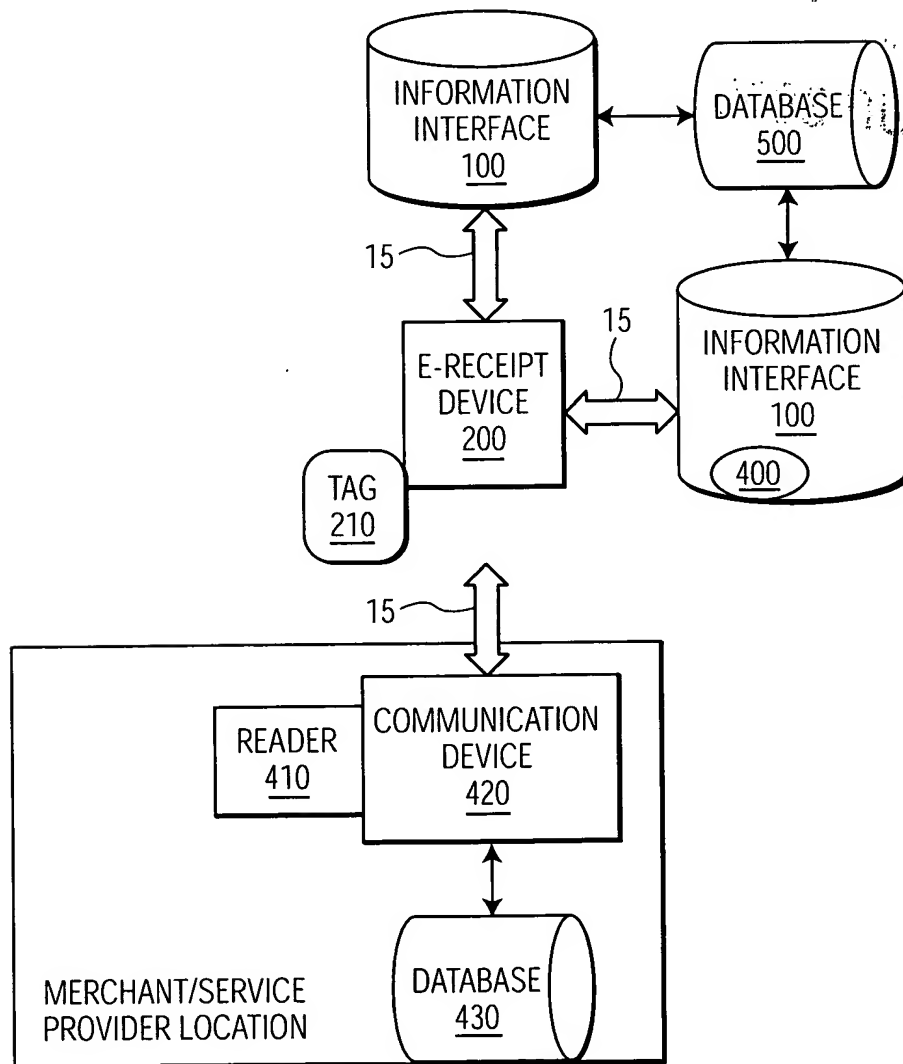 INFORMATION
INTERFACE
100
DATABASE
500
15
E-RECEIPT
DEVICE
200
15
INFORMATION
INTERFACE
100
400
TAG
210
15
READER
410
COMMUNICATION
DEVICE
420
DATABASE
430
MERCHANT/SERVICE
PROVIDER LOCATION